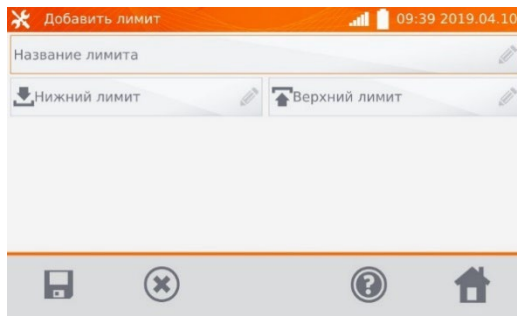 Добавить лимит 09:39 2019.04.10
Название лимита
Нижний лимит Верхний лимит